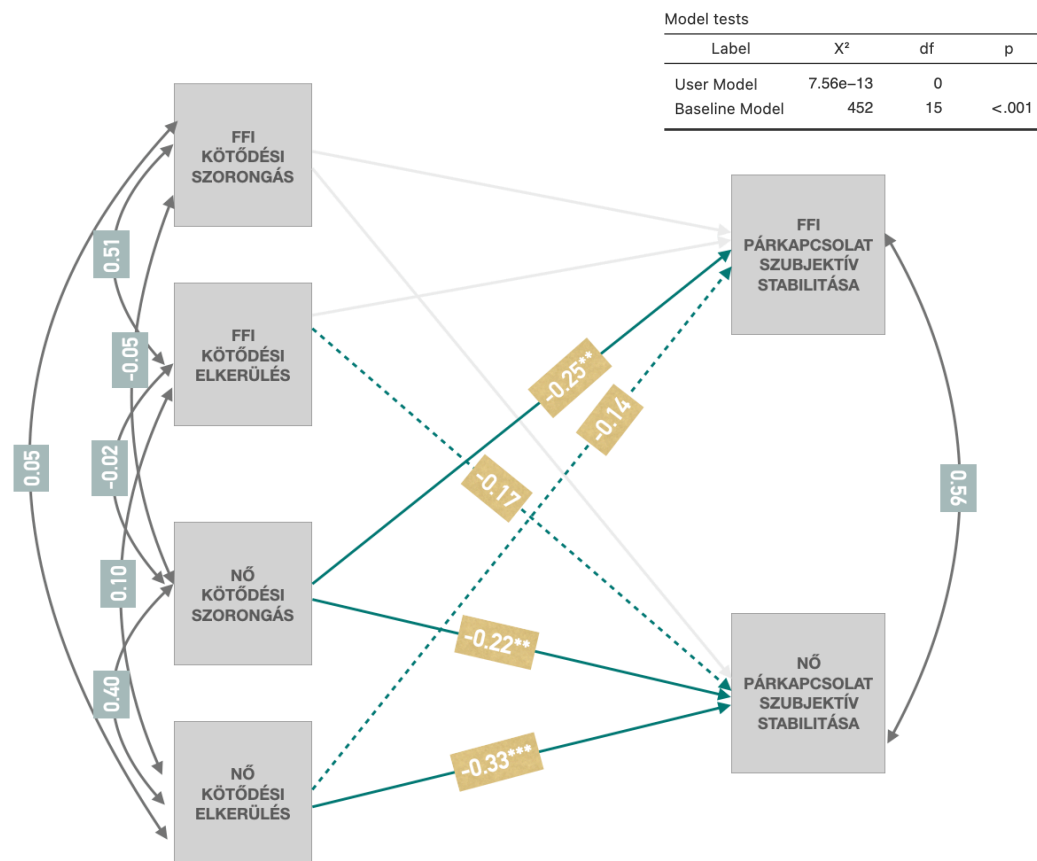 Model tests
Label X² df p
User Model 7.56e−13 0
Baseline Model 452 15 <.001
FFI
KÖTŐDÉSI
SZORONGÁS
FFI
KÖTŐDÉSI
ELKERÜLÉS
NŐ
KÖTŐDÉSI
SZORONGÁS
NŐ
KÖTŐDÉSI
ELKERÜLÉS
FFI
PÁRKAPCSOLAT
SZUBJEKTÍV
STABILITÁSA
NŐ
PÁRKAPCSOLAT
SZUBJEKTÍV
STABILITÁSA
0.51
-0.05
0.05
-0.02
0.10
0.40
-0.25**
-0.14
-0.17
-0.22**
-0.33***
0.56